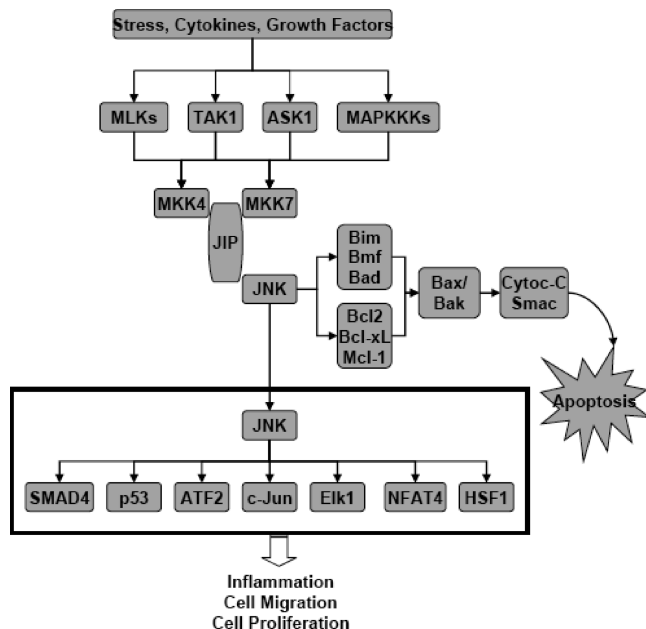 Stress, Cytokines, Growth Factors
MLKs
TAK1
ASK1
MAPKKKs
MKK4
MKK7
JIP
JNK
Bim
Bmf
Bad
Bcl2
Bcl-xL
Mcl-1
Bax/
Bak
Cytoc-C
Smac
Apoptosis
JNK
SMAD4
p53
ATF2
c-Jun
Elk1
NFAT4
HSF1
Inflammation
Cell Migration
Cell Proliferation